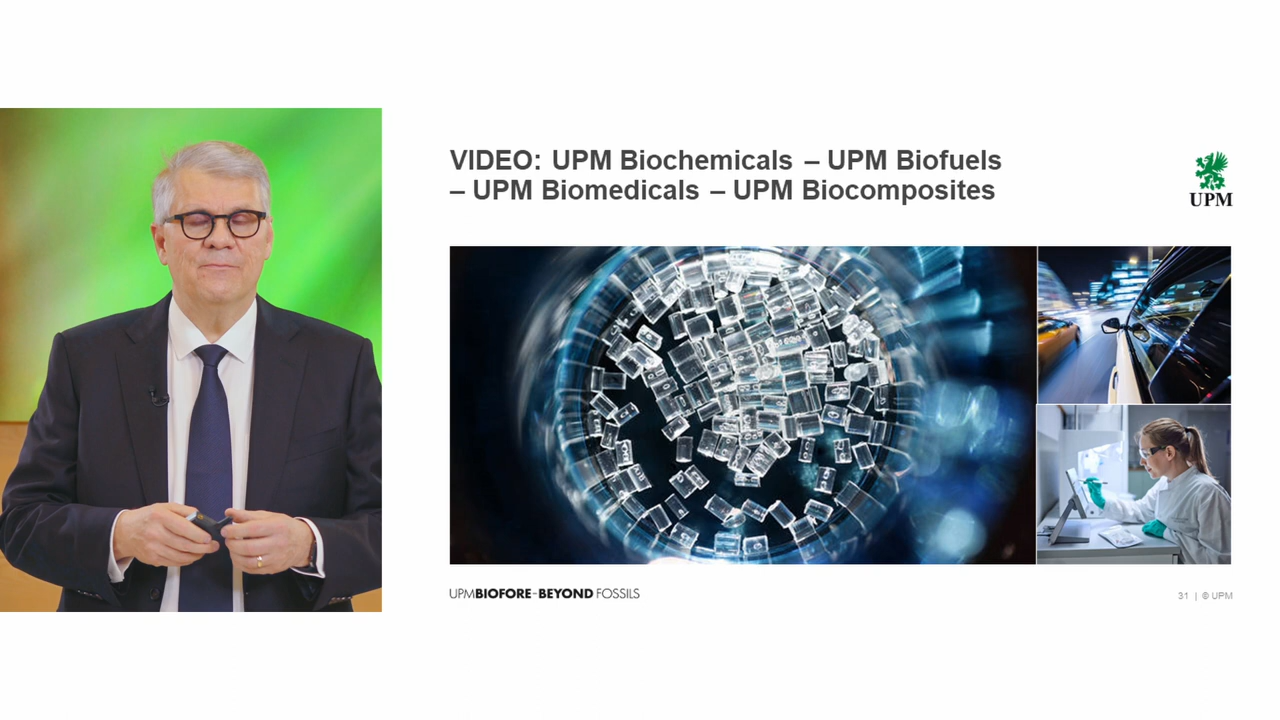 VIDEO: UPM Biochemicals – UPM Biofuels
– UPM Biomedicals – UPM Biocomposites
UPM
UPMBIOFORE-BEYOND FOSSILS
31 | © UPM